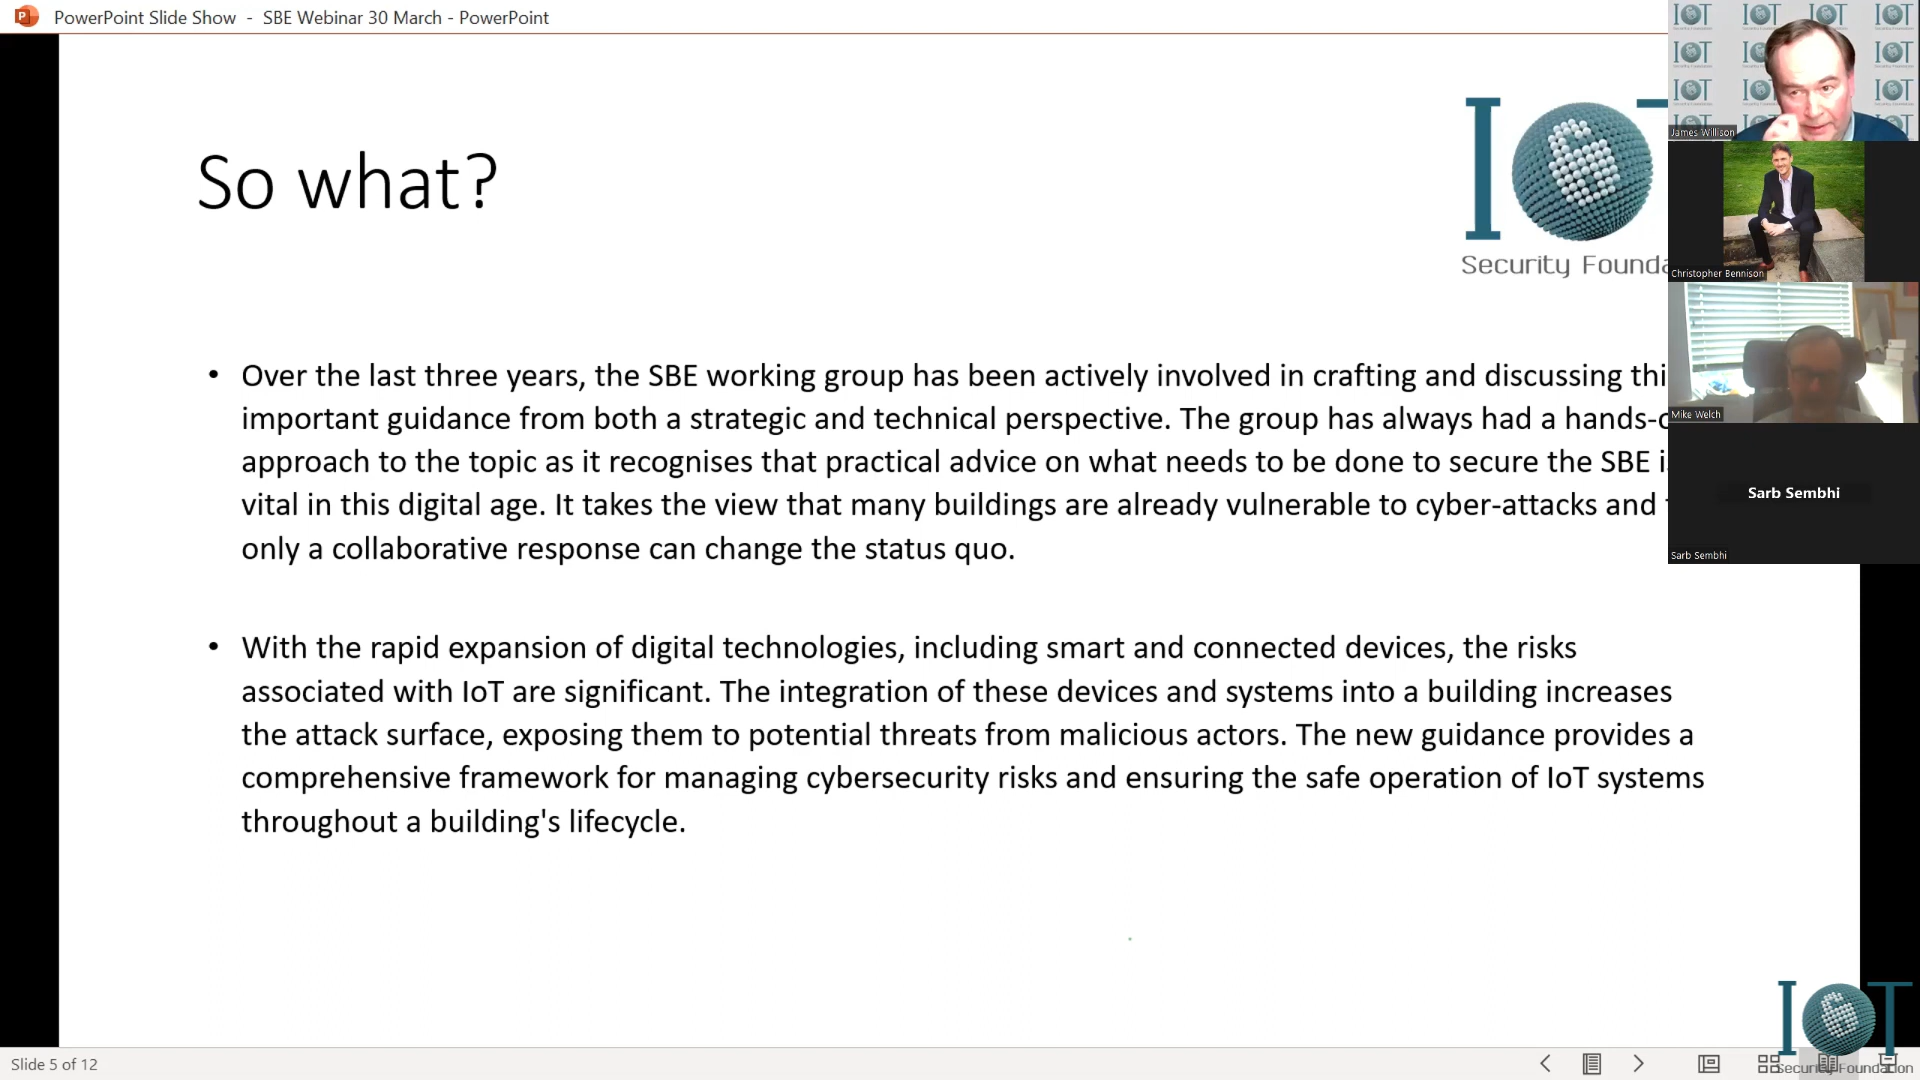 PowerPoint Slide Show - SBE Webinar 30 March - PowerPoint
So what?
IOT
Security
• Over the last three years, the SBE working group has been actively involved in crafting and discussing
important guidance from both a strategic and technical perspective. The group has always had a
approach to the topic as it recognises that practical advice on what needs to be done to secure the SBE
vital in this digital age. It takes the view that many buildings are already vulnerable to cyber-attacks and
only a collaborative response can change the status quo.
• With the rapid expansion of digital technologies, including smart and connected devices, the risks
associated with IoT are significant. The integration of these devices and systems into a building increases
the attack surface, exposing them to potential threats from malicious actors. The new guidance provides a
comprehensive framework for managing cybersecurity risks and ensuring the safe operation of IoT systems
throughout a building's lifecycle.
James Willison
Christopher Bennison
Mike Welch
Sarb Sembhi
Sarb Sembhi
IOT
Security Foundation
Slide 5 of 12